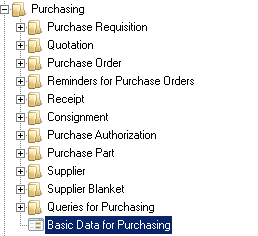 Purchasing
Purchase Requisition
Quotation
Purchase Order
Reminders for Purchase Orders
Receipt
Consignment
Purchase Authorization
Purchase Part
Supplier
Supplier Blanket
Queries for Purchasing
Basic Data for Purchasing